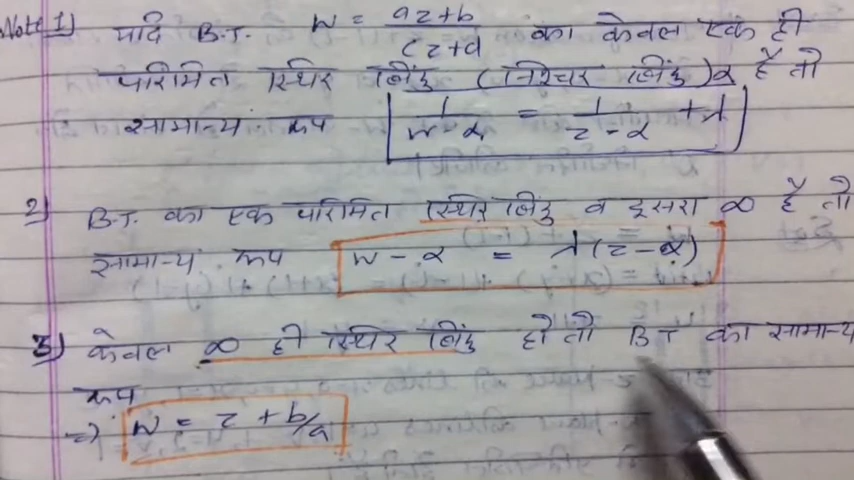 Note 1) यदि B.T. w = az+b/cz+d का केवल एक ही
परिमित स्थिर बिंदु (निश्चर बिंदु) α है तो
सामान्य रूप 1/w-α = 1/z-α + λ
2) B.T. का एक परिमित स्थिर बिंदु व दूसरा ∞ है तो
सामान्य रूप w - α = λ(z-α)
3) केवल ∞ ही स्थिर बिंदु हो तो B.T का सामान्य
रूप
=> w = z + b/a